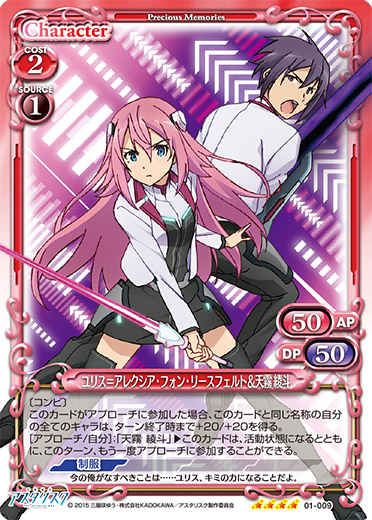 Precious Memories
Character
COST
2
SOURCE
1
50 AP
DP 50
ユリス=アレクシア・フォン・リースフェルト&天霧 綾斗
[コンビ]
このカードがアプローチに参加した場合、このカードと同じ名称の自分
の全てのキャラは、ターン終了時まで+20/+20を得る。
[アプローチ/自分]:「天霧 綾斗」▶このカードは、活動状態になるととも
に、このターン、もう一度アプローチに参加することができる。
制服
今の俺がなすべきことは……ユリス、キミの力になることだよ。
アスタリスク
© 2015 三屋咲ゆう・株式会社KADOKAWA/アスタリスク製作委員会
★★★★ 01-009